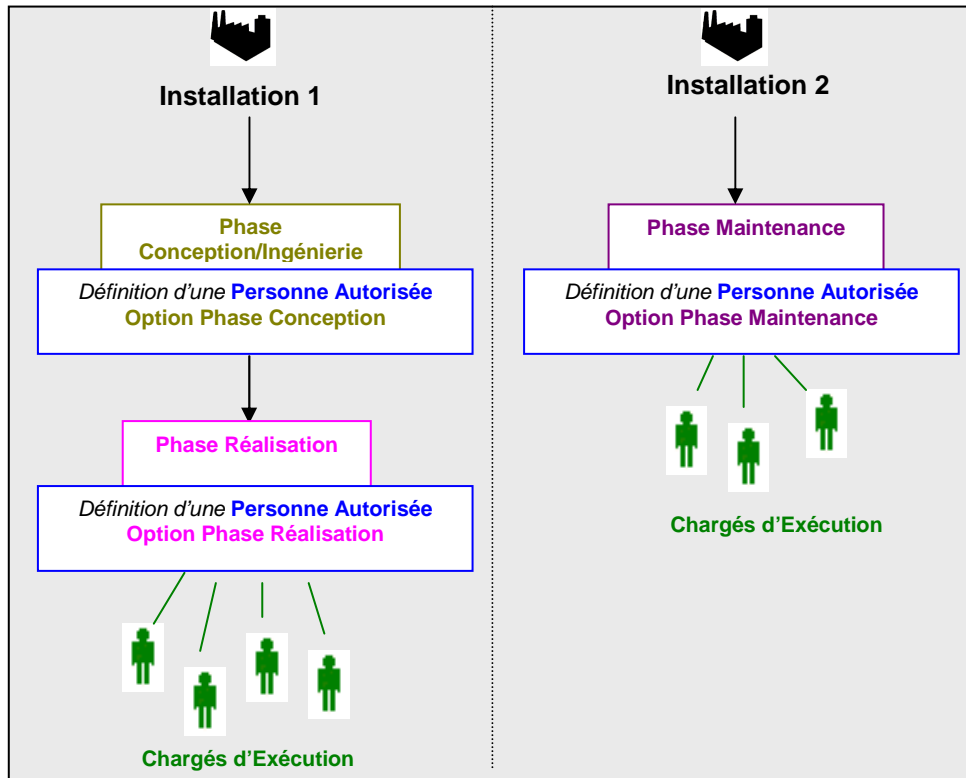 Installation 1
Phase
Conception/Ingénierie
Définition d’une Personne Autorisée
Option Phase Conception
Phase Réalisation
Définition d’une Personne Autorisée
Option Phase Réalisation
Chargés d’Exécution
Installation 2
Phase Maintenance
Définition d’une Personne Autorisée
Option Phase Maintenance
Chargés d’Exécution